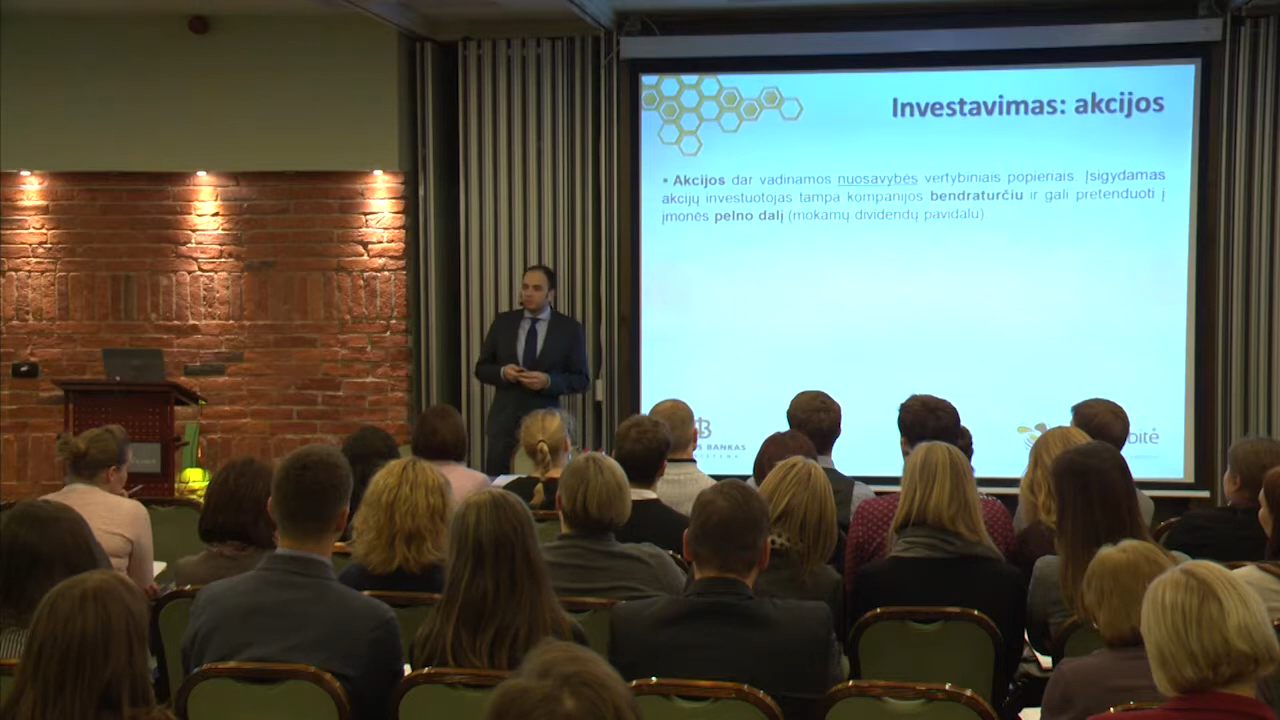 Investavimas: akcijos
▪ Akcijos dar vadinamos nuosavybės vertybiniais popieriais. Įsigydamas
akcijų investuotojas tampa kompanijos bendraturčiu ir gali pretenduoti į
įmonės pelno dalį (mokamų dividendų pavidalu)
S BANKAS
bitė